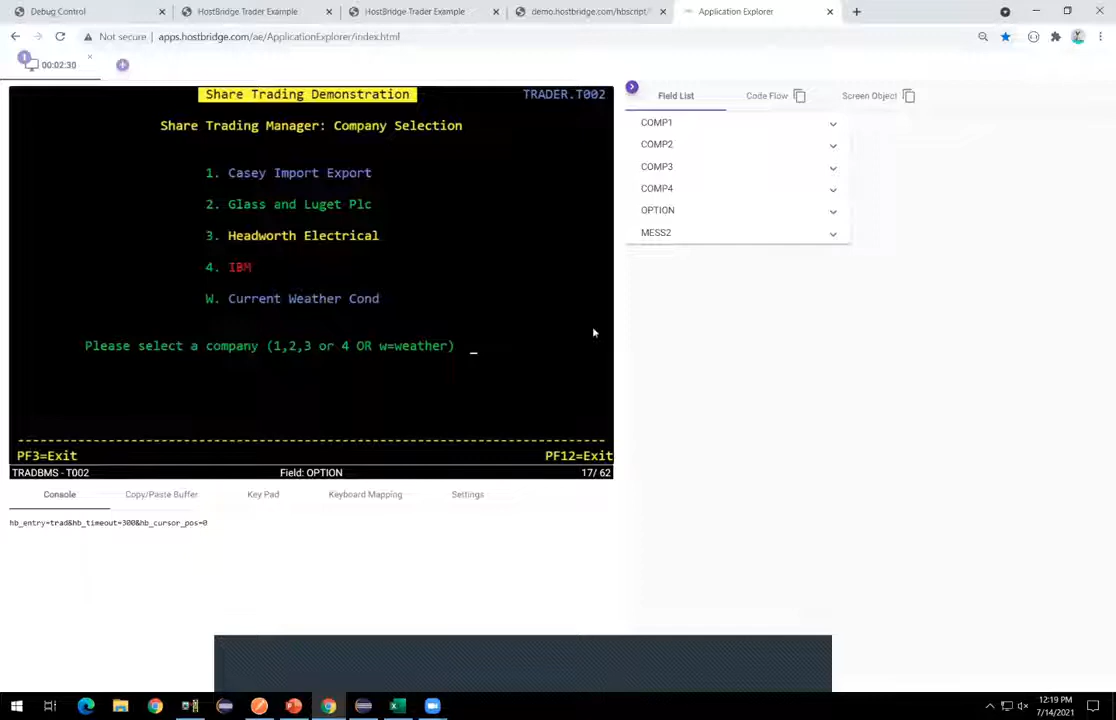 Debug Control
HostBridge Trader Example
HostBridge Trader Example
demo.hostbridge.com/hbscript/
Application Explorer
Not secure | apps.hostbridge.com/ae/ApplicationExplorer/index.html
1
00:02:30
Share Trading Demonstration TRADER.T002
Share Trading Manager: Company Selection
1. Casey Import Export
2. Glass and Luget Plc
3. Headworth Electrical
4. IBM
W. Current Weather Cond
Please select a company (1,2,3 or 4 OR w=weather) _
PF3=Exit PF12=Exit
TRADBMS - T002 Field: OPTION 17/ 62
Console Copy/Paste Buffer Key Pad Keyboard Mapping Settings
hb_entry=trad&hb_timeout=300&hb_cursor_pos=0
Field List Code Flow Screen Object
COMP1
COMP2
COMP3
COMP4
OPTION
MESS2
12:19 PM
7/14/2021